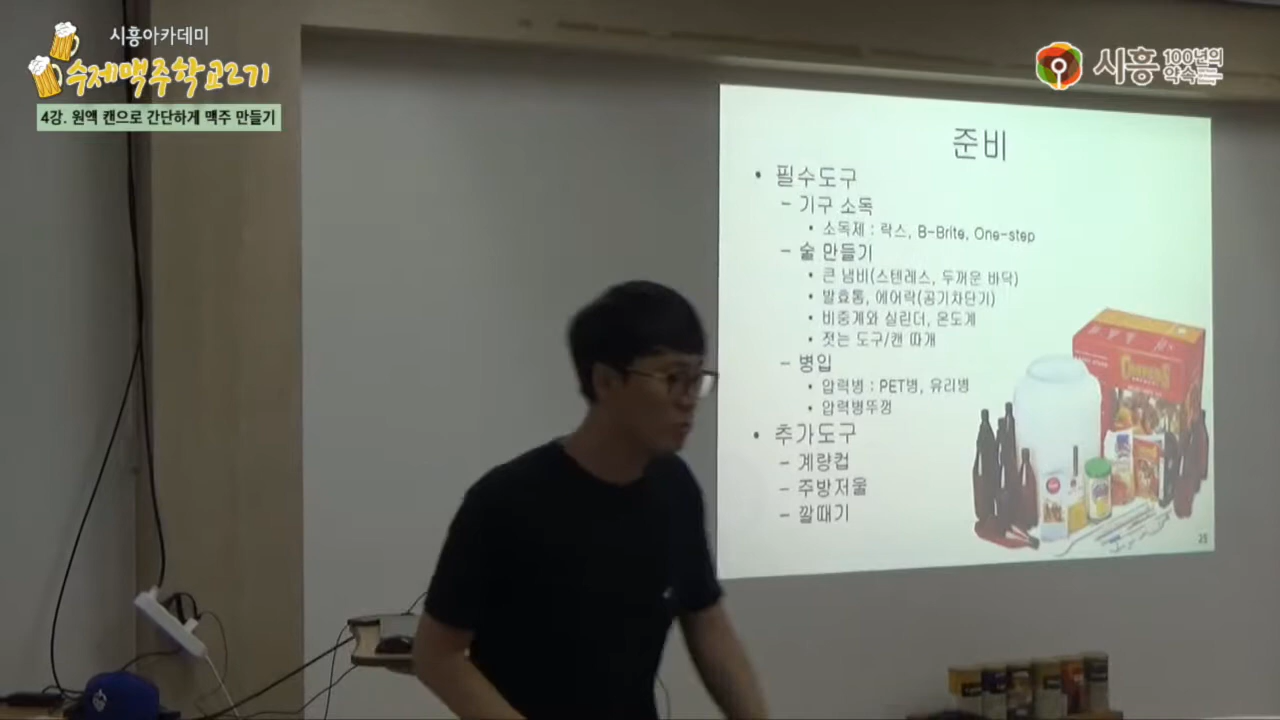 시흥아카데미
수제맥주학교2기
4강. 원액 캔으로 간단하게 맥주 만들기
시흥 100년의 약속
준비
• 필수도구
– 기구 소독
• 소독제 : 락스, B-Brite, One-step
– 술 만들기
• 큰 냄비(스텐레스, 두꺼운 바닥)
• 발효통, 에어락(공기차단기)
• 비중계와 실린더, 온도계
• 젓는 도구/캔 따개
– 병입
• 압력병 : PET병, 유리병
• 압력병뚜껑
• 추가도구
– 계량컵
– 주방저울
– 깔때기
25